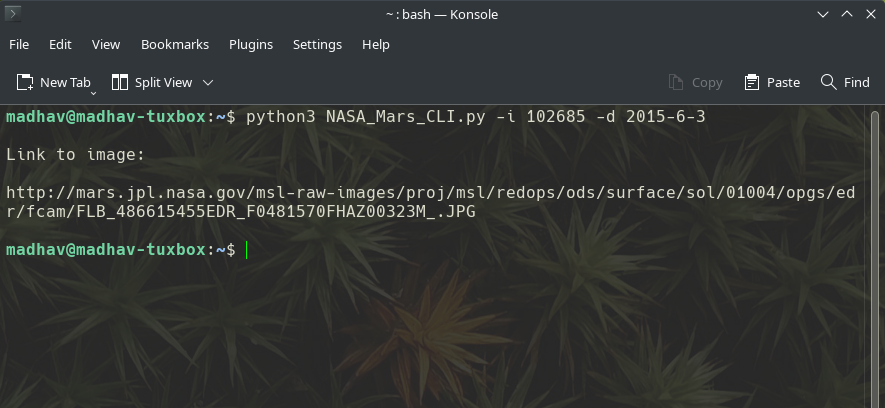 ~ : bash — Konsole
File Edit View Bookmarks Plugins Settings Help
New Tab Split View Copy Paste Find
madhav@madhav-tuxbox:~$ python3 NASA_Mars_CLI.py -i 102685 -d 2015-6-3
Link to image:
http://mars.jpl.nasa.gov/msl-raw-images/proj/msl/redops/ods/surface/sol/01004/opgs/ed
r/fcam/FLB_486615455EDR_F0481570FHAZ00323M_.JPG
madhav@madhav-tuxbox:~$